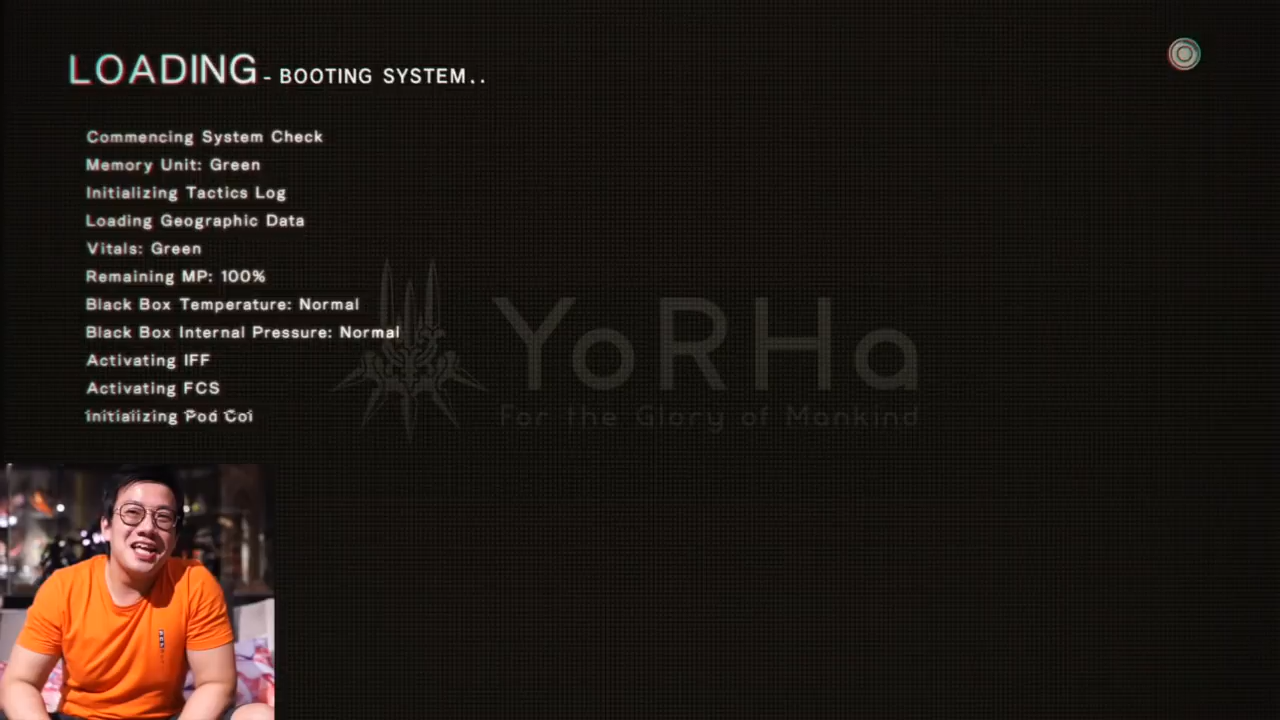 LOADING - BOOTING SYSTEM..
Commencing System Check
Memory Unit: Green
Initializing Tactics Log
Loading Geographic Data
Vitals: Green
Remaining MP: 100%
Black Box Temperature: Normal
Black Box Internal Pressure: Normal
Activating IFF
Activating FCS
Initializing Pod Co
YoRHa
For the Glory of Mankind